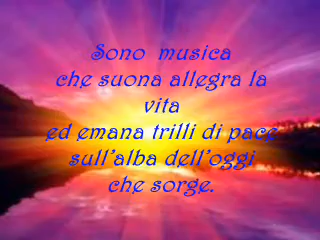 Sono musica
che suona allegra la
vita
ed emana trilli di pace
sull'alba dell'oggi
che sorge.